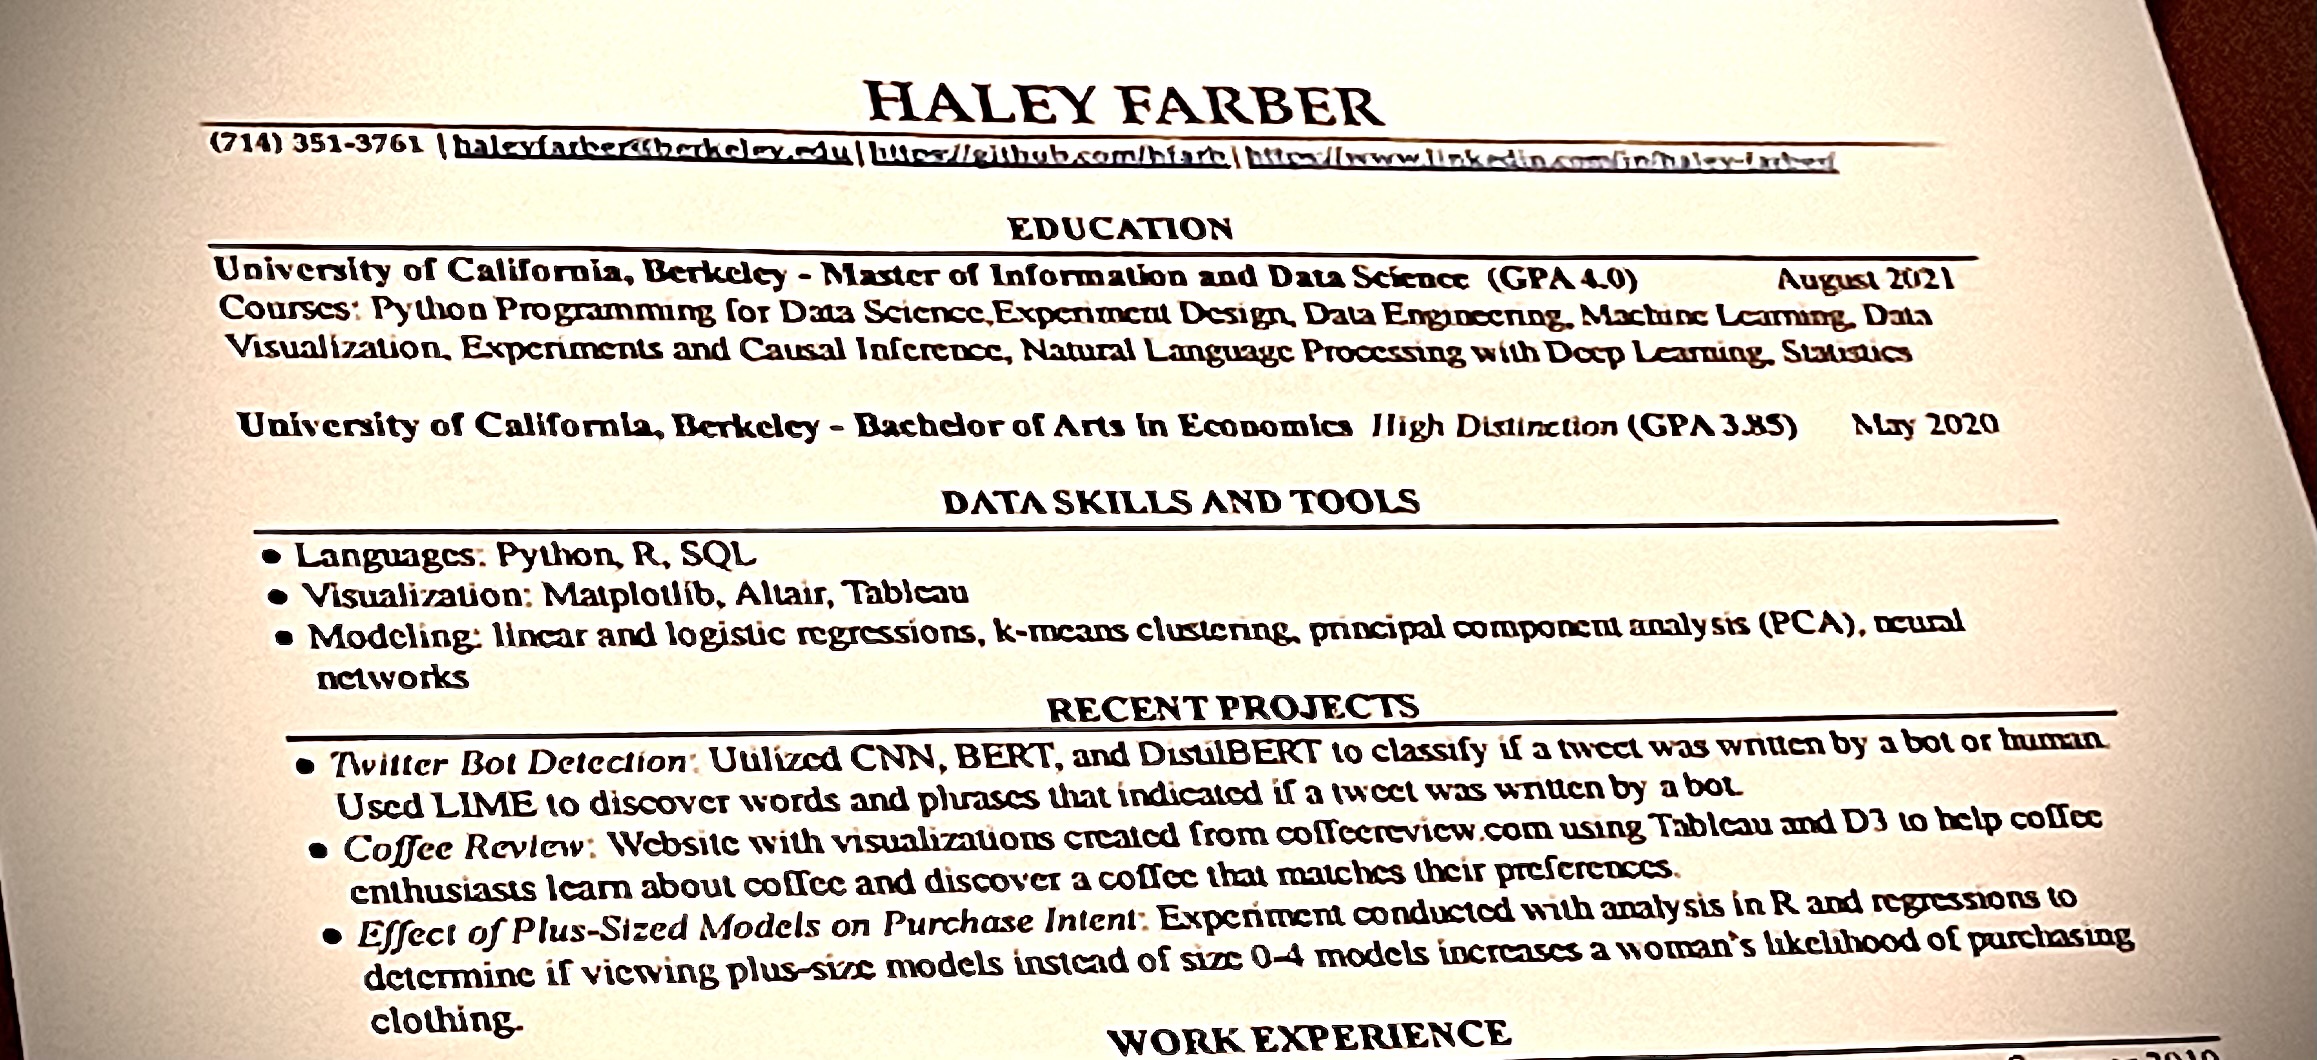 HALEY FARBER
(714) 351-3761 | haleyfarber@berkeley.edu | https://github.com/hfarb | https://www.linkedin.com/in/haley-farber/
EDUCATION
University of California, Berkeley - Master of Information and Data Science (GPA 4.0) August 2021
Courses: Python Programming for Data Science, Experiment Design, Data Engineering, Machine Learning, Data
Visualization, Experiments and Causal Inference, Natural Language Processing with Deep Learning, Statistics
University of California, Berkeley - Bachelor of Arts in Economics High Distinction (GPA 3.85) May 2020
DATA SKILLS AND TOOLS
● Languages: Python, R, SQL
● Visualization: Matplotlib, Altair, Tableau
● Modeling: linear and logistic regressions, k-means clustering, principal component analysis (PCA), neural
networks
RECENT PROJECTS
● Twitter Bot Detection: Utilized CNN, BERT, and DistilBERT to classify if a tweet was written by a bot or human.
Used LIME to discover words and phrases that indicated if a tweet was written by a bot.
● Coffee Review: Website with visualizations created from coffeereview.com using Tableau and D3 to help coffee
enthusiasts learn about coffee and discover a coffee that matches their preferences.
● Effect of Plus-Sized Models on Purchase Intent: Experiment conducted with analysis in R and regressions to
determine if viewing plus-size models instead of size 0-4 models increases a woman's likelihood of purchasing
clothing.
WORK EXPERIENCE